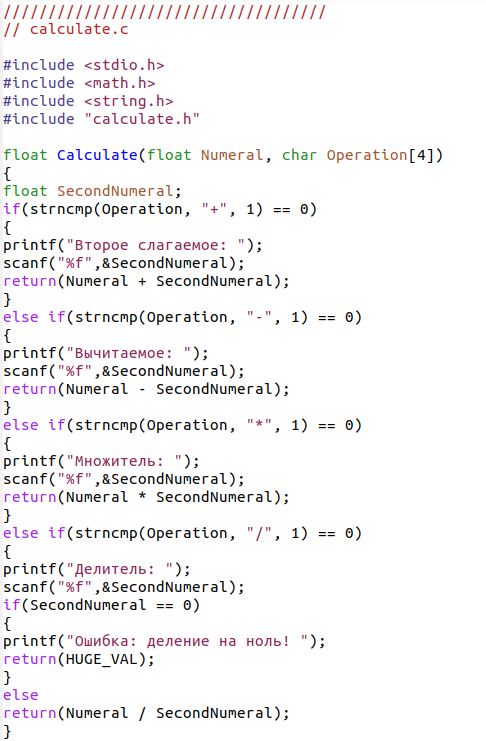 ////////////////////////////////////
// calculate.c

#include <stdio.h>
#include <math.h>
#include <string.h>
#include "calculate.h"

float Calculate(float Numeral, char Operation[4])
{
float SecondNumeral;
if(strncmp(Operation, "+", 1) == 0)
{
printf("Второе слагаемое: ");
scanf("%f",&SecondNumeral);
return(Numeral + SecondNumeral);
}
else if(strncmp(Operation, "-", 1) == 0)
{
printf("Вычитаемое: ");
scanf("%f",&SecondNumeral);
return(Numeral - SecondNumeral);
}
else if(strncmp(Operation, "*", 1) == 0)
{
printf("Множитель: ");
scanf("%f",&SecondNumeral);
return(Numeral * SecondNumeral);
}
else if(strncmp(Operation, "/", 1) == 0)
{
printf("Делитель: ");
scanf("%f",&SecondNumeral);
if(SecondNumeral == 0)
{
printf("Ошибка: деление на ноль! ");
return(HUGE_VAL);
}
else
return(Numeral / SecondNumeral);
}